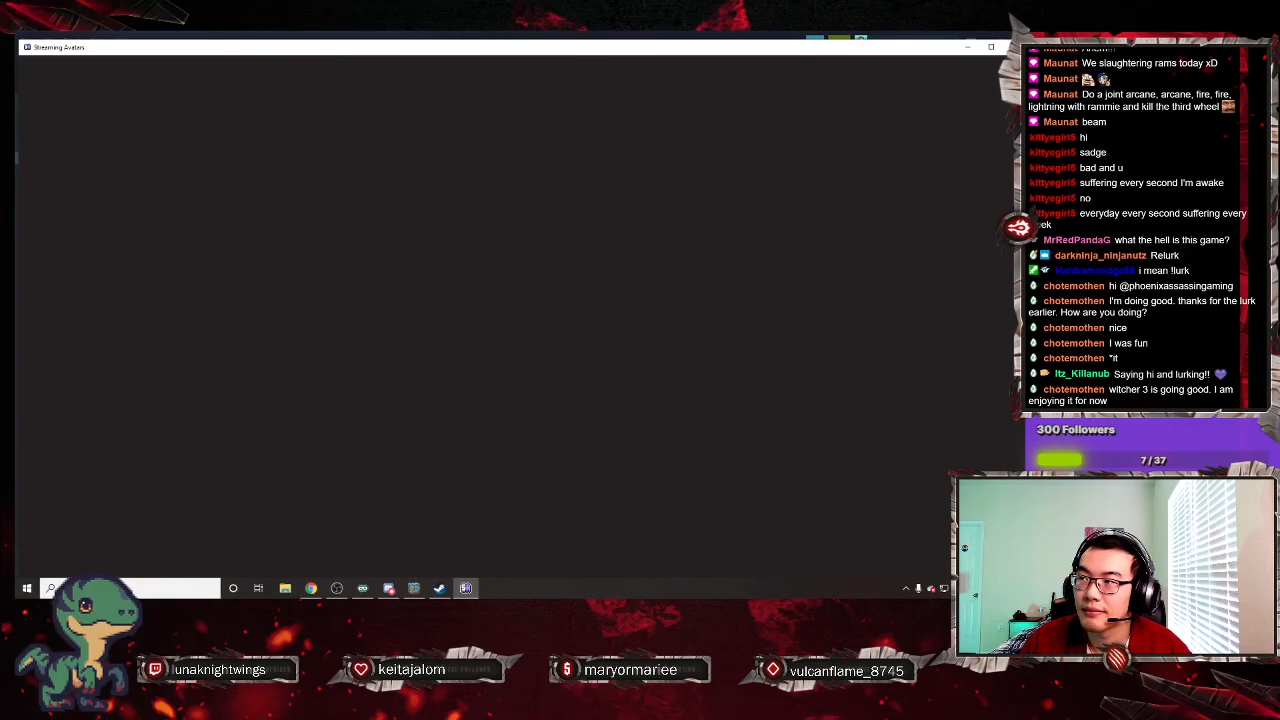 Streaming Avatars
Maunat We slaughtering rams today xD
Maunat
Maunat Do a joint arcane, arcane, fire, fire,
lightning with rammie and kill the third wheel
Maunat beam
kittyegirl5 hi
kittyegirl5 sadge
kittyegirl5 bad and u
kittyegirl5 suffering every second I'm awake
kittyegirl5 no
everyday every second suffering every
MrRedPandaG what the hell is this game?
darkninja_ninjanutz Relurk
i mean !lurk
chotemothen hi @phoenixassassingaming
chotemothen I'm doing good. thanks for the lurk
earlier. How are you doing?
chotemothen nice
chotemothen I was fun
chotemothen *it
Itz_Killanub Saying hi and lurking!!
chotemothen witcher 3 is going good. I am
enjoying it for now
300 Followers
7 / 37
lunaknightwings
keitajalom
maryormariee
vulcanflame_8745